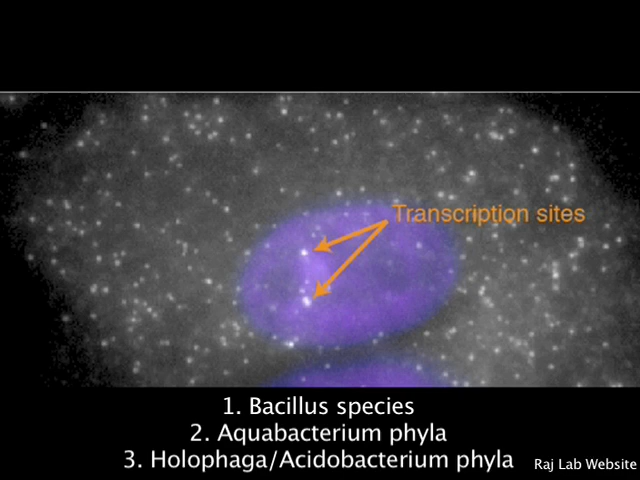 Transcription sites
1. Bacillus species
2. Aquabacterium phyla
3. Holophaga/Acidobacterium phyla
Raj Lab Website